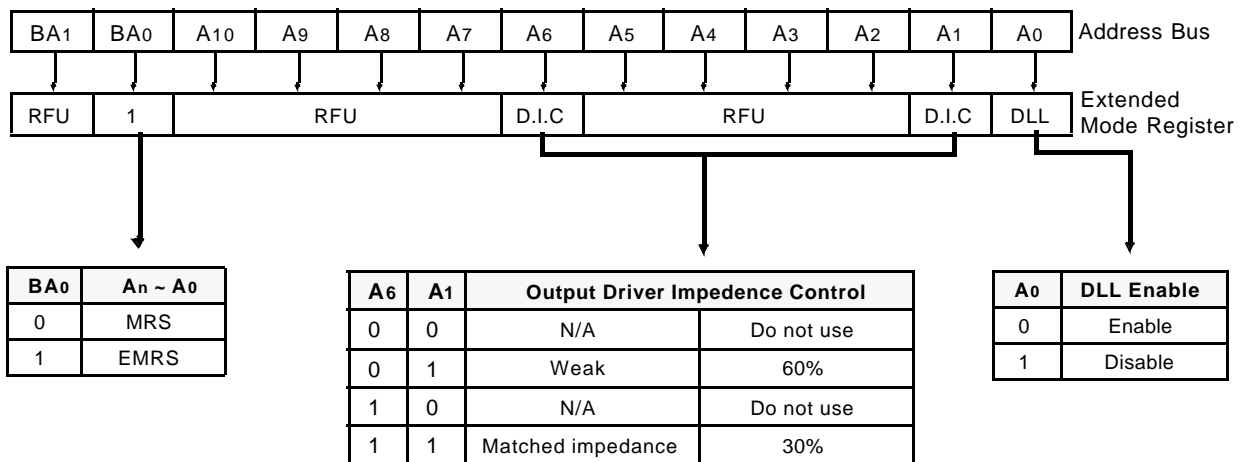 BA1 BA0 A10 A9 A8 A7 A6 A5 A4 A3 A2 A1 A0 Address Bus
RFU 1 RFU D.I.C RFU D.I.C DLL Extended
Mode Register
BA0 An ~ A0
0 MRS
1 EMRS
A6 A1 Output Driver Impedence Control
0 0 N/A Do not use
0 1 Weak 60%
1 0 N/A Do not use
1 1 Matched impedance 30%
A0 DLL Enable
0 Enable
1 Disable